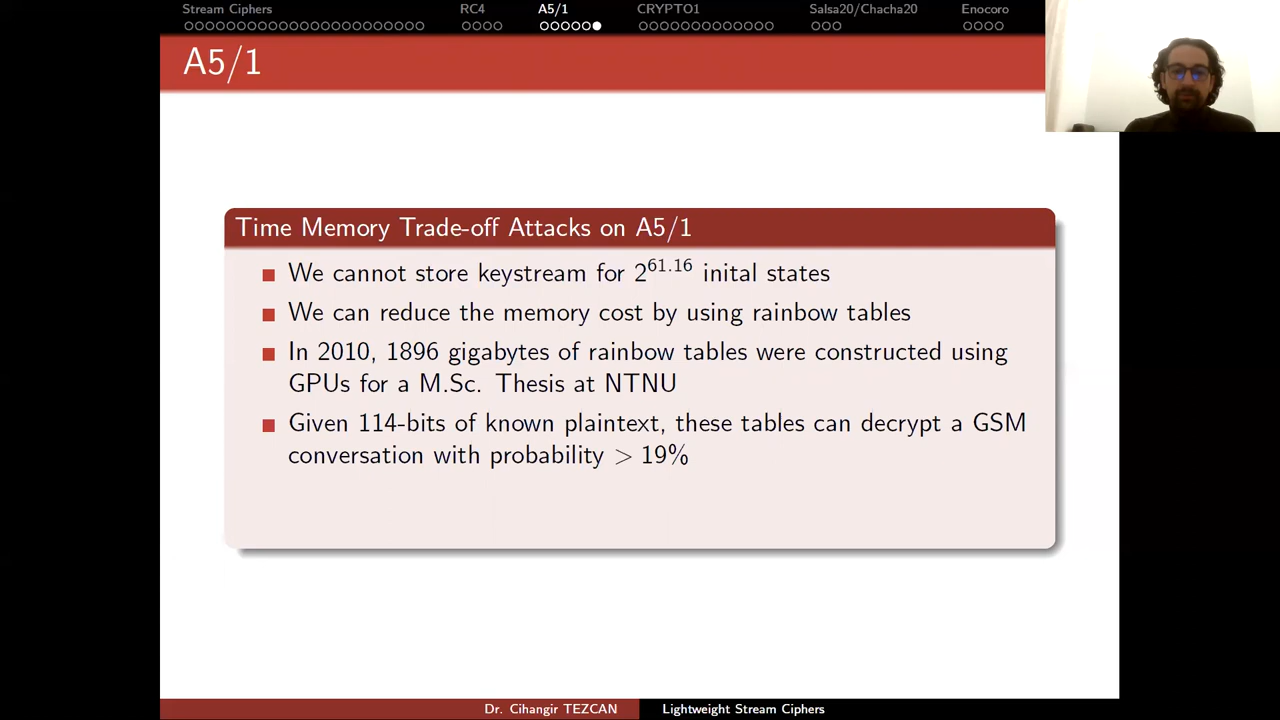 Stream Ciphers RC4 A5/1 CRYPTO1 Salsa20/Chacha20 Enocoro
A5/1
Time Memory Trade-off Attacks on A5/1
We cannot store keystream for 2^61.16 inital states
We can reduce the memory cost by using rainbow tables
In 2010, 1896 gigabytes of rainbow tables were constructed using
GPUs for a M.Sc. Thesis at NTNU
Given 114-bits of known plaintext, these tables can decrypt a GSM
conversation with probability > 19%
Dr. Cihangir TEZCAN Lightweight Stream Ciphers